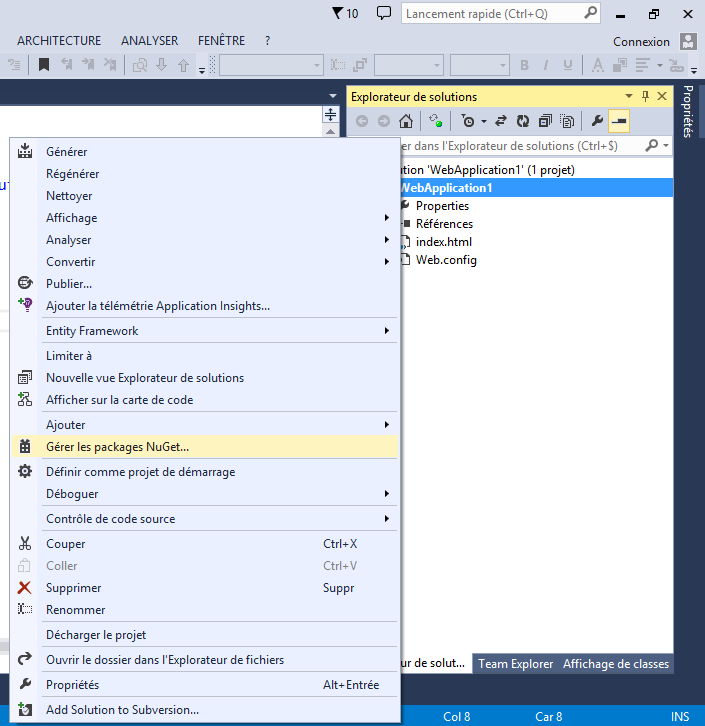 10
Lancement rapide (Ctrl+Q)
ARCHITECTURE ANALYSER FENÊTRE ?
Connexion
B I U A
Explorateur de solutions
Propriétés
er dans l'Explorateur de solutions (Ctrl+$)
ution 'WebApplication1' (1 projet)
WebApplication1
Properties
Références
index.html
Web.config
Générer
Régénérer
Nettoyer
Affichage
Analyser
Convertir
Publier...
Ajouter la télémétrie Application Insights...
Entity Framework
Limiter à
Nouvelle vue Explorateur de solutions
Afficher sur la carte de code
Ajouter
Gérer les packages NuGet...
Définir comme projet de démarrage
Déboguer
Contrôle de code source
Couper Ctrl+X
Coller Ctrl+V
Supprimer Suppr
Renommer
Décharger le projet
Ouvrir le dossier dans l'Explorateur de fichiers
Propriétés Alt+Entrée
Add Solution to Subversion...
ur de solut... Team Explorer Affichage de classes
Col 8 Car 8 INS